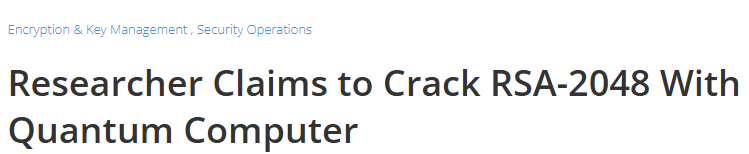 Encryption & Key Management , Security Operations
Researcher Claims to Crack RSA-2048 With
Quantum Computer